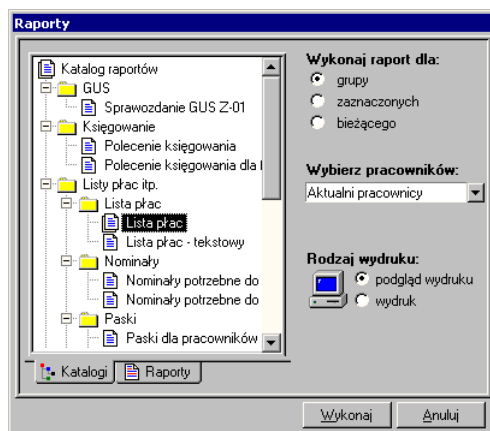 Raporty
Katalog raportów
GUS
Sprawozdanie GUS Z-01
Księgowanie
Polecenie księgowania
Polecenie księgowania dla
Listy płac itp.
Lista płac
Lista płac
Lista płac - tekstowy
Nominały
Nominały potrzebne do
Nominały potrzebne do
Paski
Paski dla pracowników
Katalogi
Raporty
Wykonaj raport dla:
grupy
zaznaczonych
bieżącego
Wybierz pracowników:
Aktualni pracownicy
Rodzaj wydruku:
podgląd wydruku
wydruk
Wykonaj
Anuluj